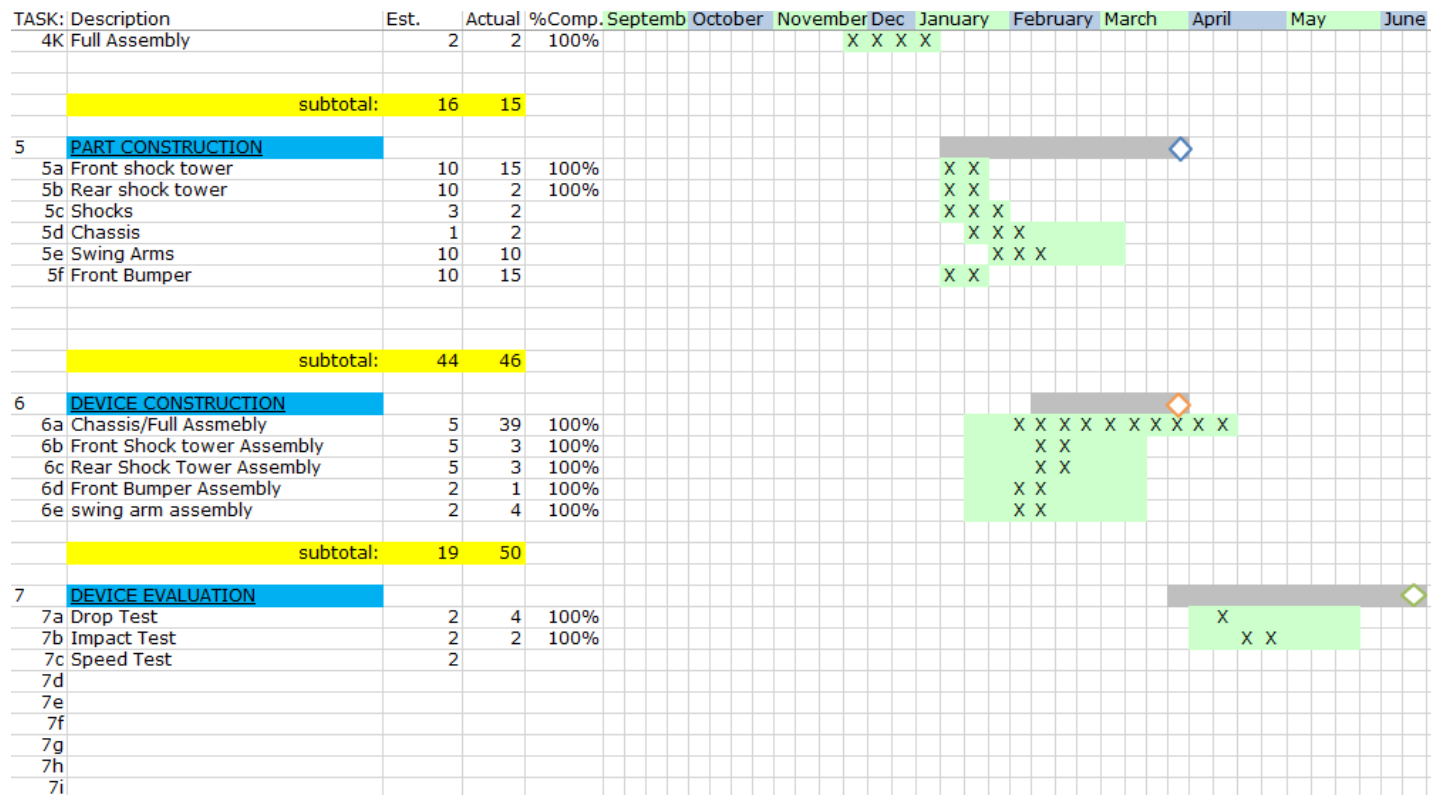 TASK: Description Est. Actual %Comp. Septemb October November Dec January February March April May June
4K Full Assembly 2 2 100% X X X X
subtotal: 16 15
5 PART CONSTRUCTION
5a Front shock tower 10 15 100% X X
5b Rear shock tower 10 2 100% X X
5c Shocks 3 2 X X X
5d Chassis 1 2 X X X
5e Swing Arms 10 10 X X X
5f Front Bumper 10 15 X X
subtotal: 44 46
6 DEVICE CONSTRUCTION
6a Chassis/Full Assmebly 5 39 100% X X X X X X X X X X
6b Front Shock tower Assembly 5 3 100% X X
6c Rear Shock Tower Assembly 5 3 100% X X
6d Front Bumper Assembly 2 1 100% X X
6e swing arm assembly 2 4 100% X X
subtotal: 19 50
7 DEVICE EVALUATION
7a Drop Test 2 4 100% X
7b Impact Test 2 2 100% X X
7c Speed Test 2
7d
7e
7f
7g
7h
7i